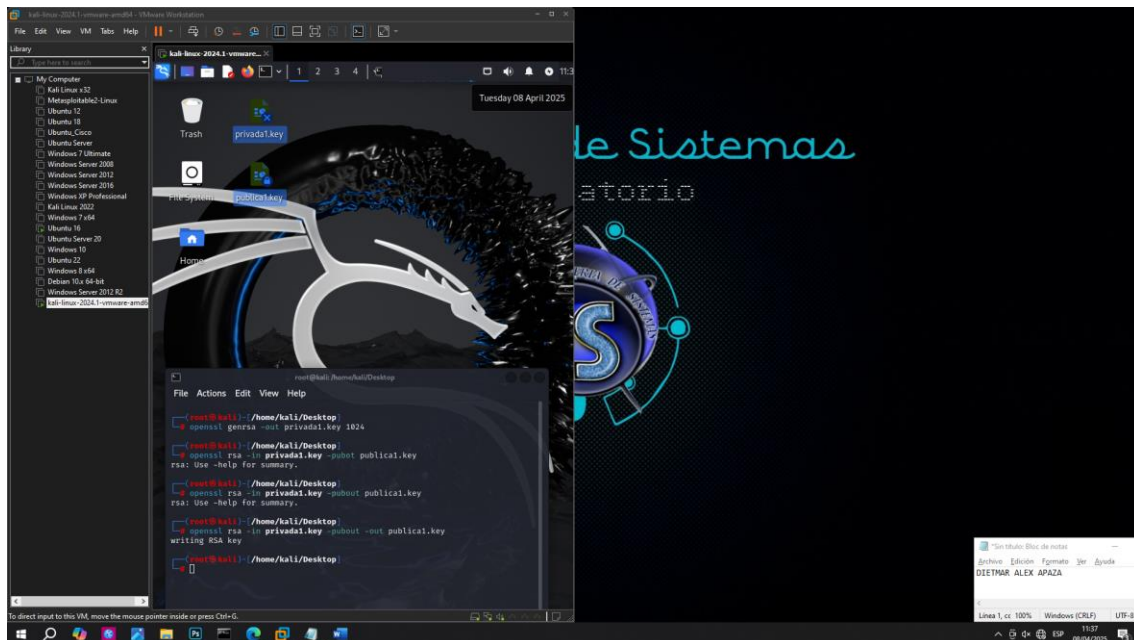 kali-linux-2024.1-vmware-amd64 - VMware Workstation
File Edit View VM Tabs Help
Library
Type here to search
My Computer
Kali Linux x32
Metasploitable2-Linux
Ubuntu 12
Ubuntu 18
Ubuntu_Cisco
Ubuntu Server
Windows 7 Ultimate
Windows Server 2008
Windows Server 2012
Windows Server 2016
Windows XP Professional
Kali Linux 2022
Windows 7 x64
Ubuntu 16
Ubuntu Server 20
Windows 10
Ubuntu 22
Windows 8 x64
Debian 10.x 64-bit
Windows Server 2012 R2
kali-linux-2024.1-vmware-amd6
kali-linux-2024.1-vmware...
1 2 3 4
11:3
Tuesday 08 April 2025
Trash
privada1.key
File System
publica1.key
Home
root@kali: /home/kali/Desktop
File Actions Edit View Help
(root㉿kali)-[/home/kali/Desktop]
# openssl genrsa -out privada1.key 1024
(root㉿kali)-[/home/kali/Desktop]
# openssl rsa -in privada1.key -pubot publica1.key
rsa: Use -help for summary.
(root㉿kali)-[/home/kali/Desktop]
# openssl rsa -in privada1.key -pubout publica1.key
rsa: Use -help for summary.
(root㉿kali)-[/home/kali/Desktop]
# openssl rsa -in privada1.key -pubout -out publica1.key
writing RSA key
(root㉿kali)-[/home/kali/Desktop]
#
To direct input to this VM, move the mouse pointer inside or press Ctrl+G.
de Sistemas
atorio
DE SISTEMAS
S
*Sin título: Bloc de notas
Archivo Edición Formato Ver Ayuda
DIETMAR ALEX APAZA
Línea 1, cc 100% Windows (CRLF) UTF-8
ESP
11:37
08/04/2025